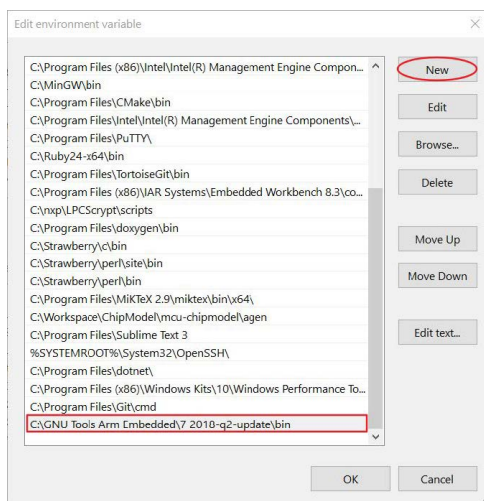 Edit environment variable
C:\Program Files (x86)\Intel\Intel(R) Management Engine Compon...
New
C:\MinGW\bin
C:\Program Files\CMake\bin
Edit
C:\Program Files\Intel\Intel(R) Management Engine Components\...
C:\Program Files\PuTTY\
Browse...
C:\Ruby24-x64\bin
C:\Program Files\TortoiseGit\bin
Delete
C:\Program Files (x86)\IAR Systems\Embedded Workbench 8.3\co...
C:\nxp\LPCScrypt\scripts
C:\Program Files\doxygen\bin
Move Up
C:\Strawberry\c\bin
C:\Strawberry\perl\site\bin
Move Down
C:\Strawberry\perl\bin
C:\Program Files\MiKTeX 2.9\miktex\bin\x64\
C:\Workspace\ChipModel\mcu-chipmodel\agen
Edit text...
C:\Program Files\Sublime Text 3
%SYSTEMROOT%\System32\OpenSSH\
C:\Program Files\dotnet\
C:\Program Files (x86)\Windows Kits\10\Windows Performance To...
C:\Program Files\Git\cmd
C:\GNU Tools Arm Embedded\7 2018-q2-update\bin
OK
Cancel